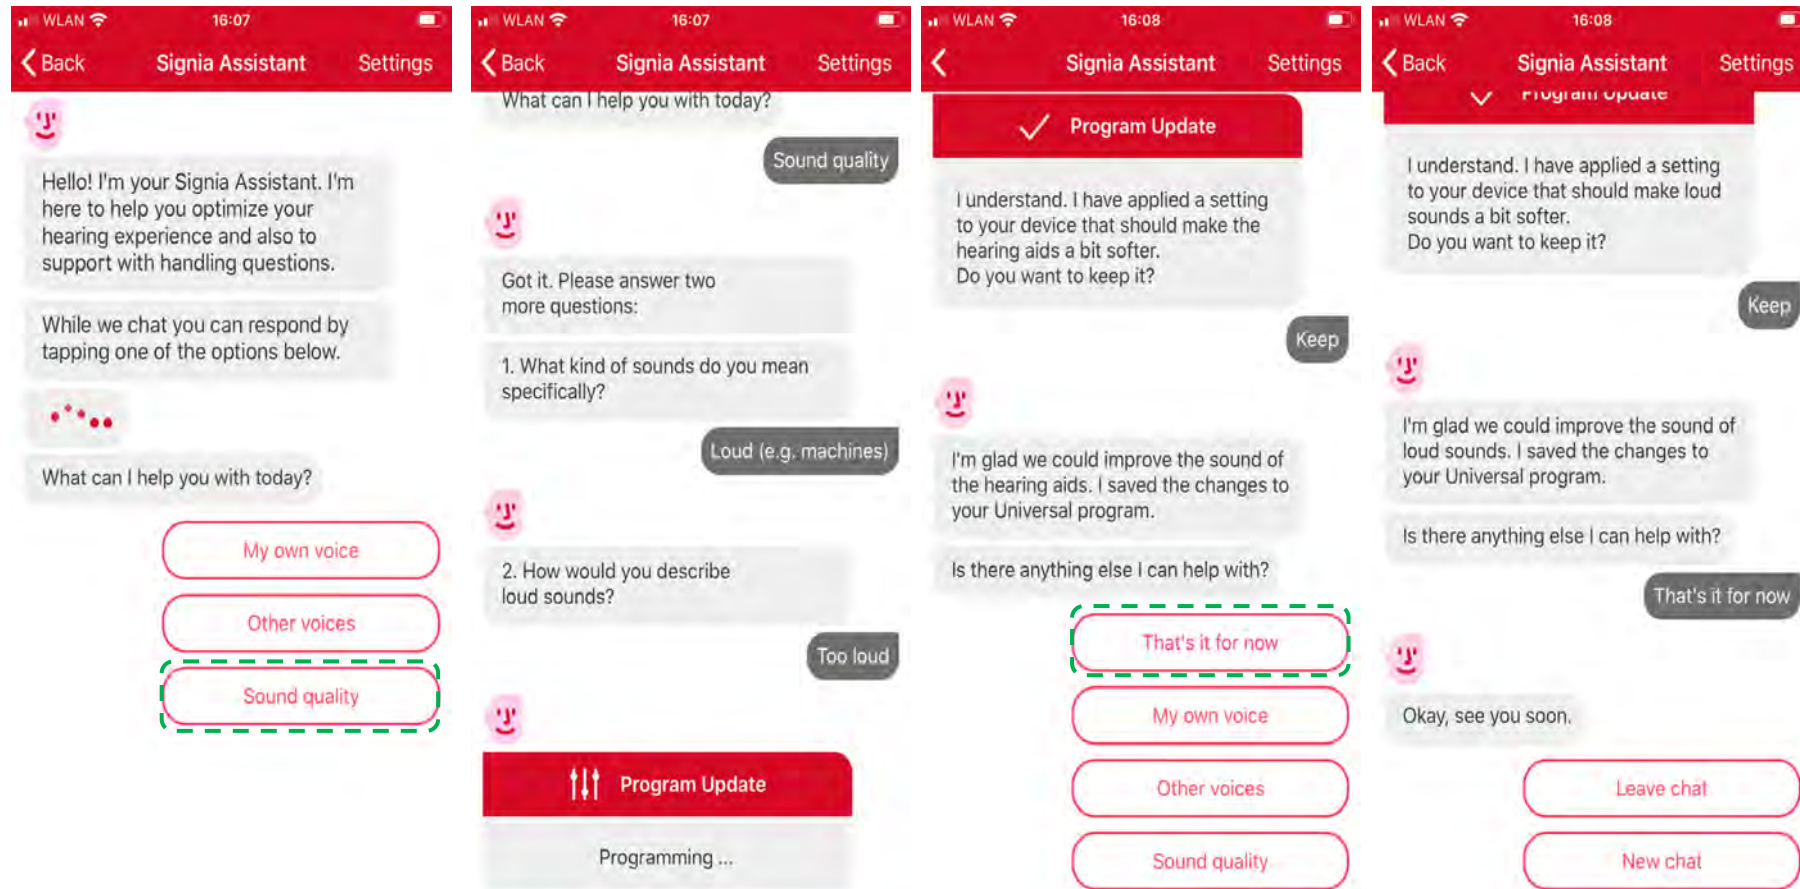 WLAN 16:07
Back Signia Assistant Settings
Hello! I'm your Signia Assistant. I'm
here to help you optimize your
hearing experience and also to
support with handling questions.
While we chat you can respond by
tapping one of the options below.
What can I help you with today?
My own voice
Other voices
Sound quality
WLAN 16:07
Back Signia Assistant Settings
What can I help you with today?
Sound quality
Got it. Please answer two
more questions:
1. What kind of sounds do you mean
specifically?
Loud (e.g. machines)
2. How would you describe
loud sounds?
Too loud
Program Update
Programming ...
WLAN 16:08
Signia Assistant Settings
Program Update
I understand. I have applied a setting
to your device that should make the
hearing aids a bit softer.
Do you want to keep it?
Keep
I'm glad we could improve the sound of
the hearing aids. I saved the changes to
your Universal program.
Is there anything else I can help with?
That's it for now
My own voice
Other voices
Sound quality
WLAN 16:08
Back Signia Assistant Settings
Program Update
I understand. I have applied a setting
to your device that should make loud
sounds a bit softer.
Do you want to keep it?
Keep
I'm glad we could improve the sound of
loud sounds. I saved the changes to
your Universal program.
Is there anything else I can help with?
That's it for now
Okay, see you soon.
Leave chat
New chat